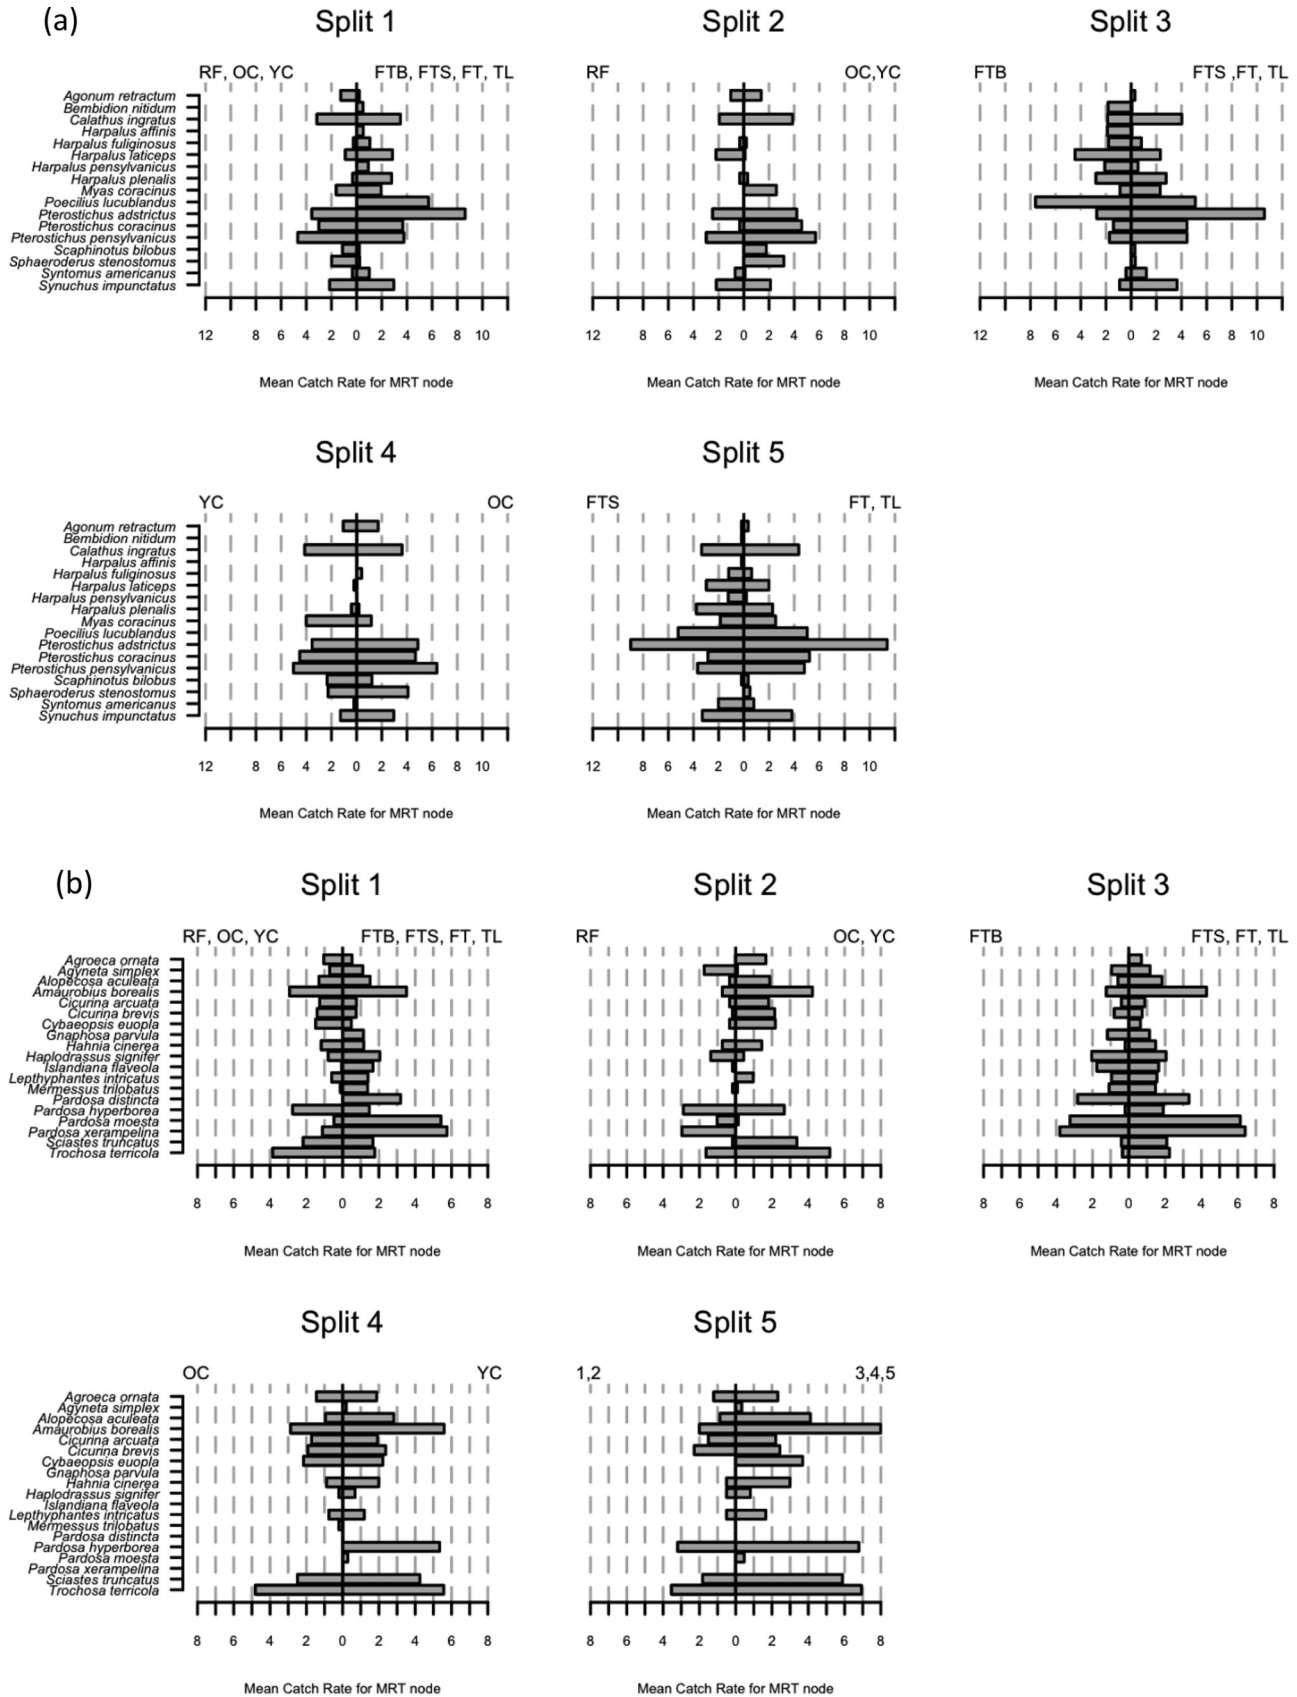 (a)
Split 1
Split 2
Split 3
RF, OC, YC
FTB, FTS, FT, TL
RF
OC,YC
FTB
FTS ,FT, TL
Agonum retractum
Bembidion nitidum
Calathus ingratus
Harpalus affinis
Harpalus fuliginosus
Harpalus laticeps
Harpalus pensylvanicus
Harpalus plenalis
Myas coracinus
Poecilius lucublandus
Pterostichus adstrictus
Pterostichus coracinus
Pterostichus pensylvanicus
Scaphinotus bilobus
Sphaeroderus stenostomus
Syntomus americanus
Synuchus impunctatus
12 8 6 4 2 0 2 4 6 8 10
12 8 6 4 2 0 2 4 6 8 10
12 8 6 4 2 0 2 4 6 8 10
Mean Catch Rate for MRT node
Mean Catch Rate for MRT node
Mean Catch Rate for MRT node
Split 4
Split 5
YC
OC
FTS
FT, TL
Agonum retractum
Bembidion nitidum
Calathus ingratus
Harpalus affinis
Harpalus fuliginosus
Harpalus laticeps
Harpalus pensylvanicus
Harpalus plenalis
Myas coracinus
Poecilius lucublandus
Pterostichus adstrictus
Pterostichus coracinus
Pterostichus pensylvanicus
Scaphinotus bilobus
Sphaeroderus stenostomus
Syntomus americanus
Synuchus impunctatus
12 8 6 4 2 0 2 4 6 8 10
12 8 6 4 2 0 2 4 6 8 10
Mean Catch Rate for MRT node
Mean Catch Rate for MRT node
(b)
Split 1
Split 2
Split 3
RF, OC, YC
FTB, FTS, FT, TL
RF
OC, YC
FTB
FTS, FT, TL
Agroeca ornata
Agyneta simplex
Alopecosa aculeata
Amaurobius borealis
Cicurina arcuata
Cicurina brevis
Cybaeopsis euopla
Gnaphosa parvula
Hahnia cinerea
Haplodrassus signifer
Islandiana flaveola
Lepthyphantes intricatus
Mermessus trilobatus
Pardosa distincta
Pardosa hyperborea
Pardosa moesta
Pardosa xerampelina
Sciastes truncatus
Trochosa terricola
8 6 4 2 0 2 4 6 8
8 6 4 2 0 2 4 6 8
8 6 4 2 0 2 4 6 8
Mean Catch Rate for MRT node
Mean Catch Rate for MRT node
Mean Catch Rate for MRT node
Split 4
Split 5
OC
YC
1,2
3,4,5
Agroeca ornata
Agyneta simplex
Alopecosa aculeata
Amaurobius borealis
Cicurina arcuata
Cicurina brevis
Cybaeopsis euopla
Gnaphosa parvula
Hahnia cinerea
Haplodrassus signifer
Islandiana flaveola
Lepthyphantes intricatus
Mermessus trilobatus
Pardosa distincta
Pardosa hyperborea
Pardosa moesta
Pardosa xerampelina
Sciastes truncatus
Trochosa terricola
8 6 4 2 0 2 4 6 8
8 6 4 2 0 2 4 6 8
Mean Catch Rate for MRT node
Mean Catch Rate for MRT node